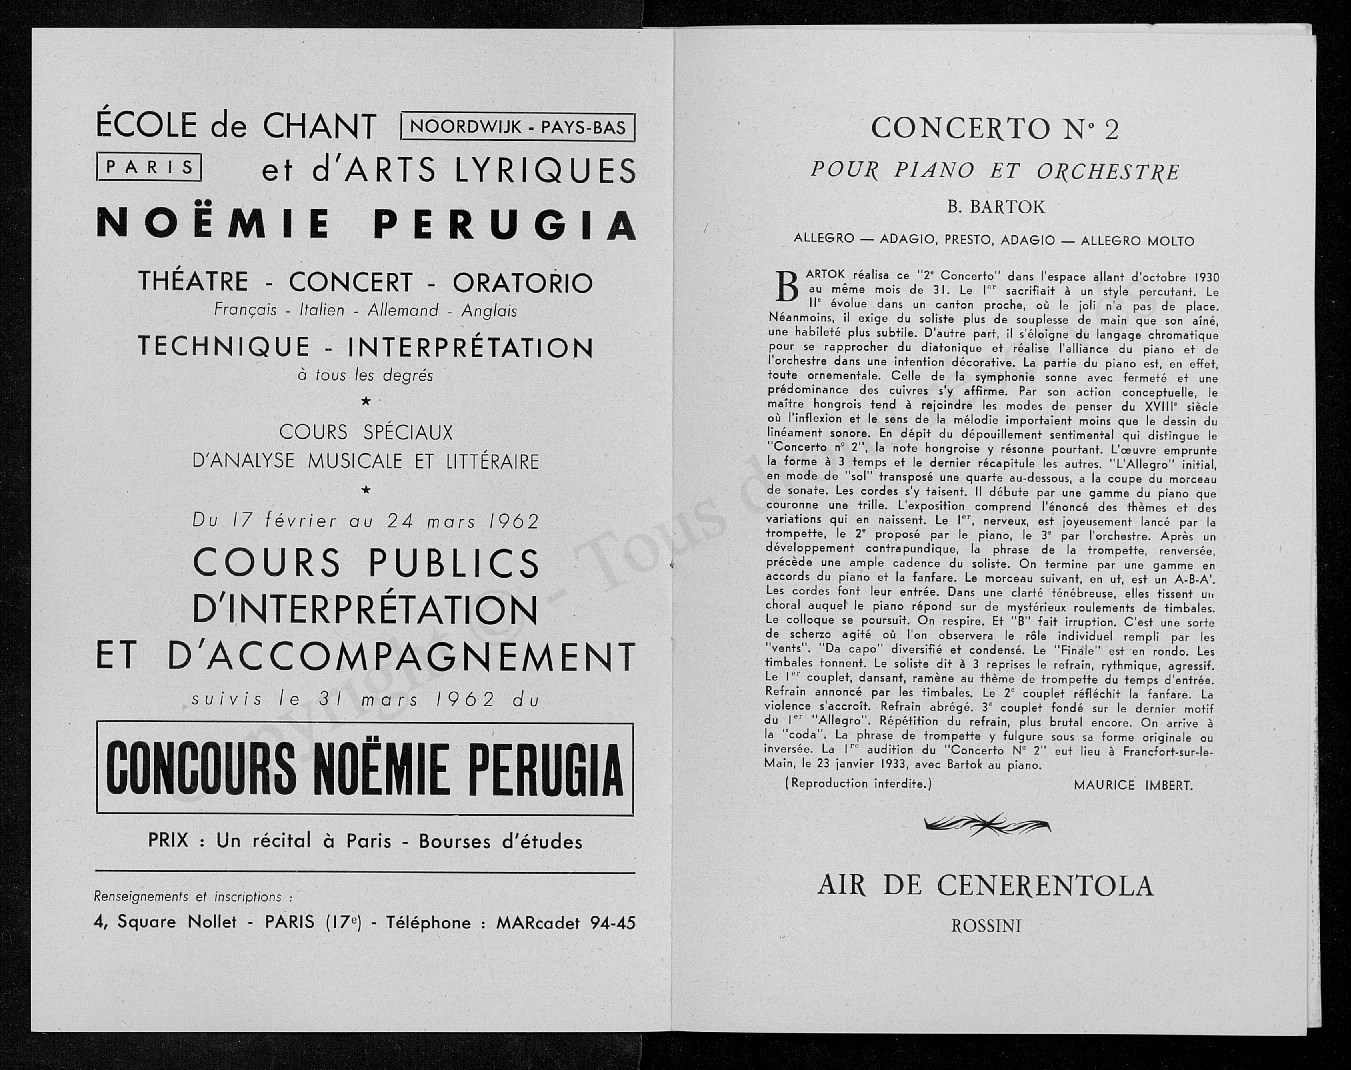 ÉCOLE de CHANT NOORDWIJK - PAYS-BAS
PARIS et d'ARTS LYRIQUES
NOËMIE PERUGIA
THÉATRE - CONCERT - ORATORIO
Français - Italien - Allemand - Anglais
TECHNIQUE - INTERPRÉTATION
à tous les degrés
★
COURS SPÉCIAUX
D'ANALYSE MUSICALE ET LITTÉRAIRE
★
Du 17 février au 24 mars 1962
COURS PUBLICS
D'INTERPRÉTATION
ET D'ACCOMPAGNEMENT
suivis le 31 mars 1962 du
CONCOURS NOËMIE PERUGIA
PRIX : Un récital à Paris - Bourses d'études
Renseignements et inscriptions :
4, Square Nollet - PARIS (17e) - Téléphone : MARcadet 94-45
CONCERTO N° 2
POUR PIANO ET ORCHESTRE
B. BARTOK
ALLEGRO — ADAGIO, PRESTO, ADAGIO — ALLEGRO MOLTO
BARTOK réalisa ce "2e Concerto" dans l'espace allant d'octobre 1930
au même mois de 31. Le Ier sacrifiait à un style percutant. Le
IIe évolue dans un canton proche, où le joli n'a pas de place.
Néanmoins, il exige du soliste plus de souplesse de main que son aîné,
une habileté plus subtile. D'autre part, il s'éloigne du langage chromatique
pour se rapprocher du diatonique et réalise l'alliance du piano et de
l'orchestre dans une intention décorative. La partie du piano est, en effet,
toute ornementale. Celle de la symphonie sonne avec fermeté et une
prédominance des cuivres s'y affirme. Par son action conceptuelle, le
maître hongrois tend à rejoindre les modes de penser du XVIIIe siècle
où l'inflexion et le sens de la mélodie importaient moins que le dessin du
linéament sonore. En dépit du dépouillement sentimental qui distingue le
"Concerto n° 2", la note hongroise y résonne pourtant. L'œuvre emprunte
la forme à 3 temps et le dernier récapitule les autres. "L'Allegro" initial,
en mode de "sol" transposé une quarte au-dessous, a la coupe du morceau
de sonate. Les cordes s'y taisent. Il débute par une gamme du piano que
couronne une trille. L'exposition comprend l'énoncé des thèmes et des
variations qui en naissent. Le 1er, nerveux, est joyeusement lancé par la
trompette, le 2e proposé par le piano, le 3e par l'orchestre. Après un
développement contrapundique, la phrase de la trompette, renversée,
précède une ample cadence du soliste. On termine par une gamme en
accords du piano et la fanfare. Le morceau suivant, en ut, est un A-B-A'.
Les cordes font leur entrée. Dans une clarté ténébreuse, elles tissent un
choral auquel le piano répond sur de mystérieux roulements de timbales.
Le colloque se poursuit. On respire. Et "B" fait irruption. C'est une sorte
de scherzo agité où l'on observera le rôle individuel rempli par les
"vents". "Da capo" diversifié et condensé. Le "Finale" est en rondo. Les
timbales tonnent. Le soliste dit à 3 reprises le refrain, rythmique, agressif.
Le 1er couplet, dansant, ramène au thème de trompette du temps d'entrée.
Refrain annoncé par les timbales. Le 2e couplet réfléchit la fanfare. La
violence s'accroît. Refrain abrégé. 3e couplet fondé sur le dernier motif
du 1er "Allegro". Répétition du refrain, plus brutal encore. On arrive à
la "coda". La phrase de trompette y fulgure sous sa forme originale ou
inversée. La 1re audition du "Concerto N° 2" eut lieu à Francfort-sur-le-
Main, le 23 janvier 1933, avec Bartok au piano.
(Reproduction interdite.) MAURICE IMBERT.
AIR DE CENERENTOLA
ROSSINI